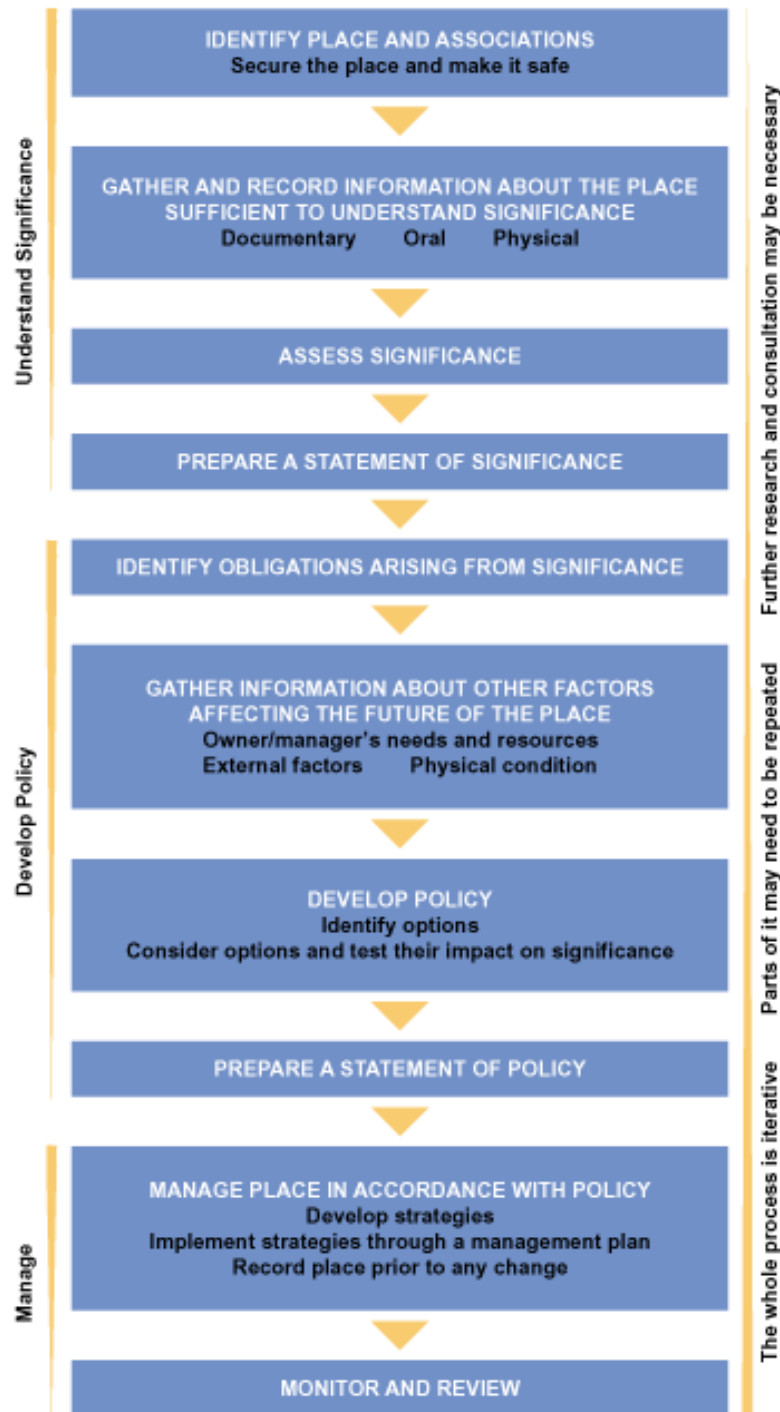 IDENTIFY PLACE AND ASSOCIATIONS
Secure the place and make it safe
GATHER AND RECORD INFORMATION ABOUT THE PLACE
SUFFICIENT TO UNDERSTAND SIGNIFICANCE
Documentary Oral Physical
ASSESS SIGNIFICANCE
PREPARE A STATEMENT OF SIGNIFICANCE
Understand Significance
IDENTIFY OBLIGATIONS ARISING FROM SIGNIFICANCE
GATHER INFORMATION ABOUT OTHER FACTORS
AFFECTING THE FUTURE OF THE PLACE
Owner/manager's needs and resources
External factors Physical condition
DEVELOP POLICY
Identify options
Consider options and test their impact on significance
PREPARE A STATEMENT OF POLICY
Develop Policy
MANAGE PLACE IN ACCORDANCE WITH POLICY
Develop strategies
Implement strategies through a management plan
Record place prior to any change
MONITOR AND REVIEW
Manage
The whole process is iterative Parts of it may need to be repeated Further research and consultation may be necessary